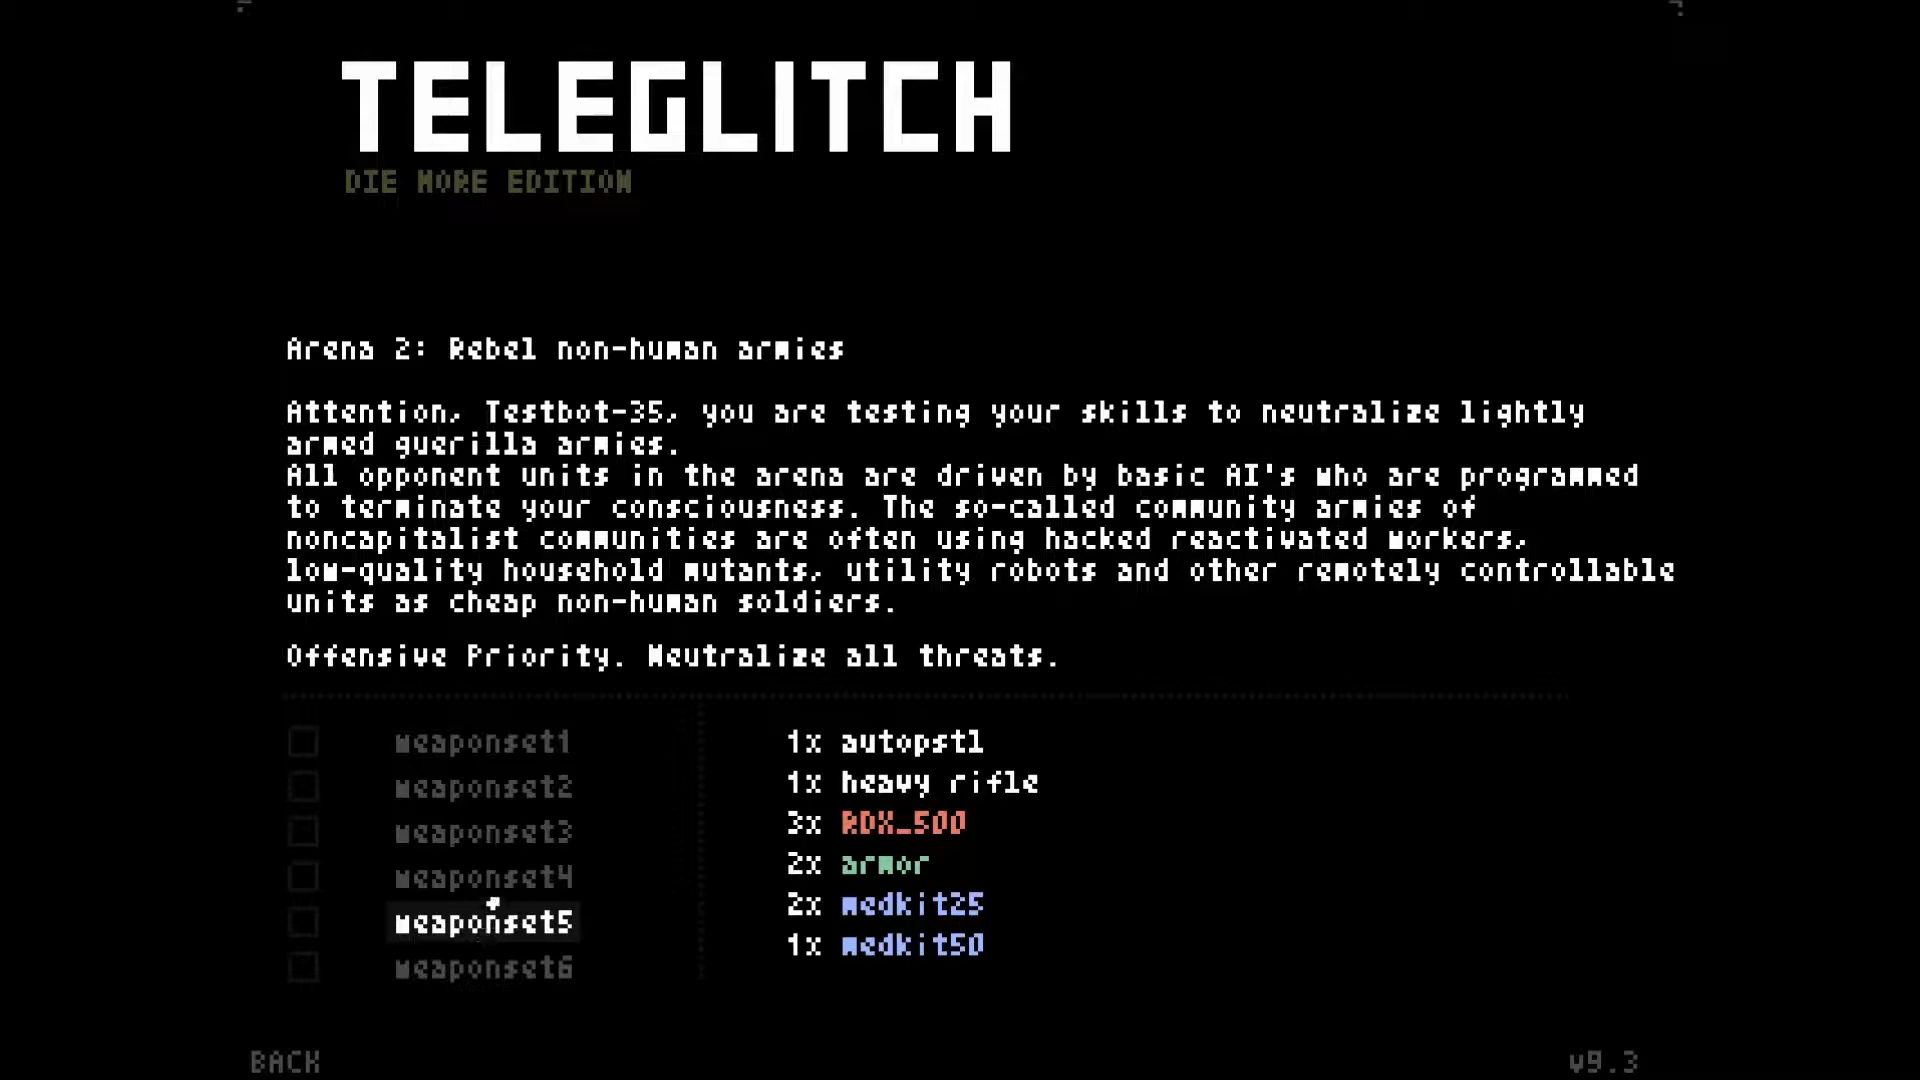 TELEGLITCH
DIE MORE EDITION
Arena 2: Rebel non-human armies
Attention, Testbot-35, you are testing your skills to neutralize lightly
armed guerilla armies.
All opponent units in the arena are driven by basic AI's who are programmed
to terminate your consciousness. The so-called community armies of
noncapitalist communities are often using hacked reactivated workers,
low-quality household mutants, utility robots and other remotely controllable
units as cheap non-human soldiers.
Offensive Priority. Neutralize all threats.
weaponset1
weaponset2
weaponset3
weaponset4
weaponset5
weaponset6
1x autopstl
1x heavy rifle
3x RDX_500
2x armor
2x medkit25
1x medkit50
BACK
v9.3